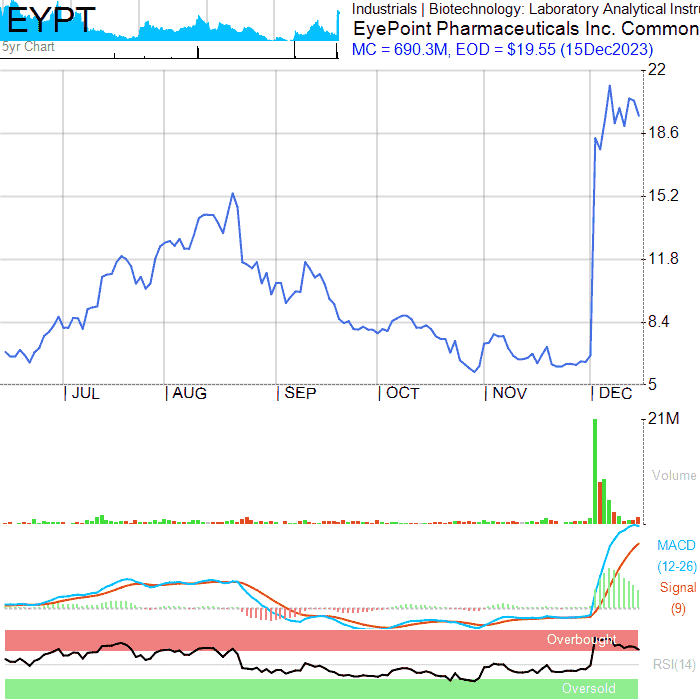 EYPT
5yr Chart
Industrials | Biotechnology: Laboratory Analytical Instru
EyePoint Pharmaceuticals Inc. Common
MC = 690.3M, EOD = $19.55 (15Dec2023)
22
18.6
15.2
11.8
8.4
5
JUL AUG SEP OCT NOV DEC
21M
Volume
MACD
(12-26)
Signal
(9)
Overbought
RSI(14)
Oversold